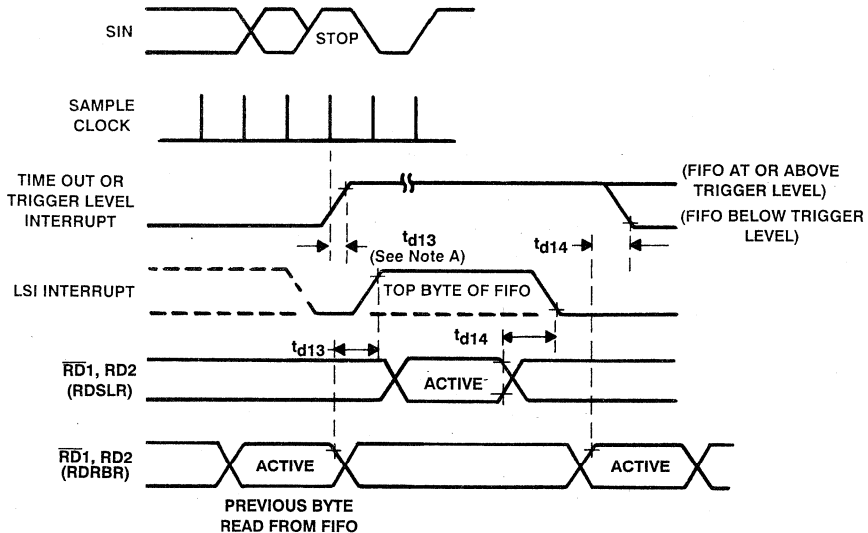 SIN
STOP
SAMPLE
CLOCK
TIME OUT OR
TRIGGER LEVEL
INTERRUPT
(FIFO AT OR ABOVE
TRIGGER LEVEL)
(FIFO BELOW TRIGGER
LEVEL)
td13
(See Note A)
td14
LSI INTERRUPT
TOP BYTE OF FIFO
td13
td14
RD1, RD2
(RDSLR)
ACTIVE
RD1, RD2
(RDRBR)
ACTIVE
ACTIVE
PREVIOUS BYTE
READ FROM FIFO